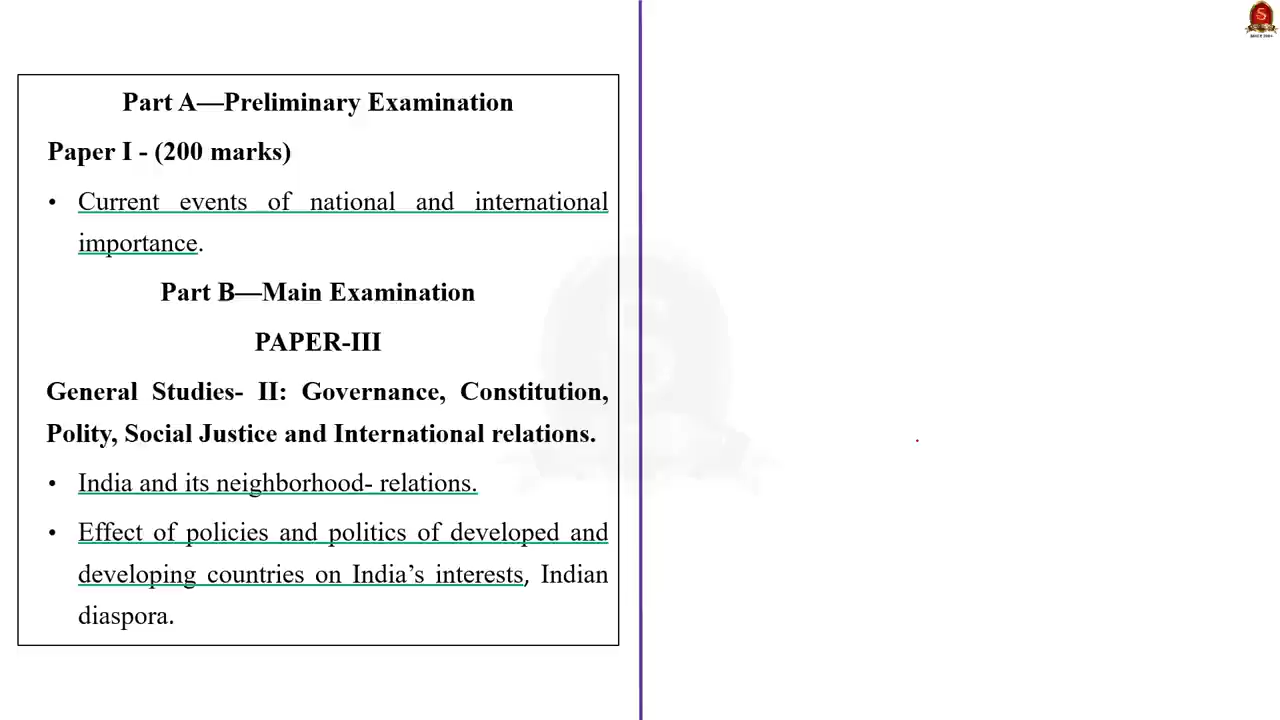 Part A—Preliminary Examination
Paper I - (200 marks)
• Current events of national and international
importance.
Part B—Main Examination
PAPER-III
General Studies- II: Governance, Constitution,
Polity, Social Justice and International relations.
• India and its neighborhood- relations.
• Effect of policies and politics of developed and
developing countries on India’s interests, Indian
diaspora.